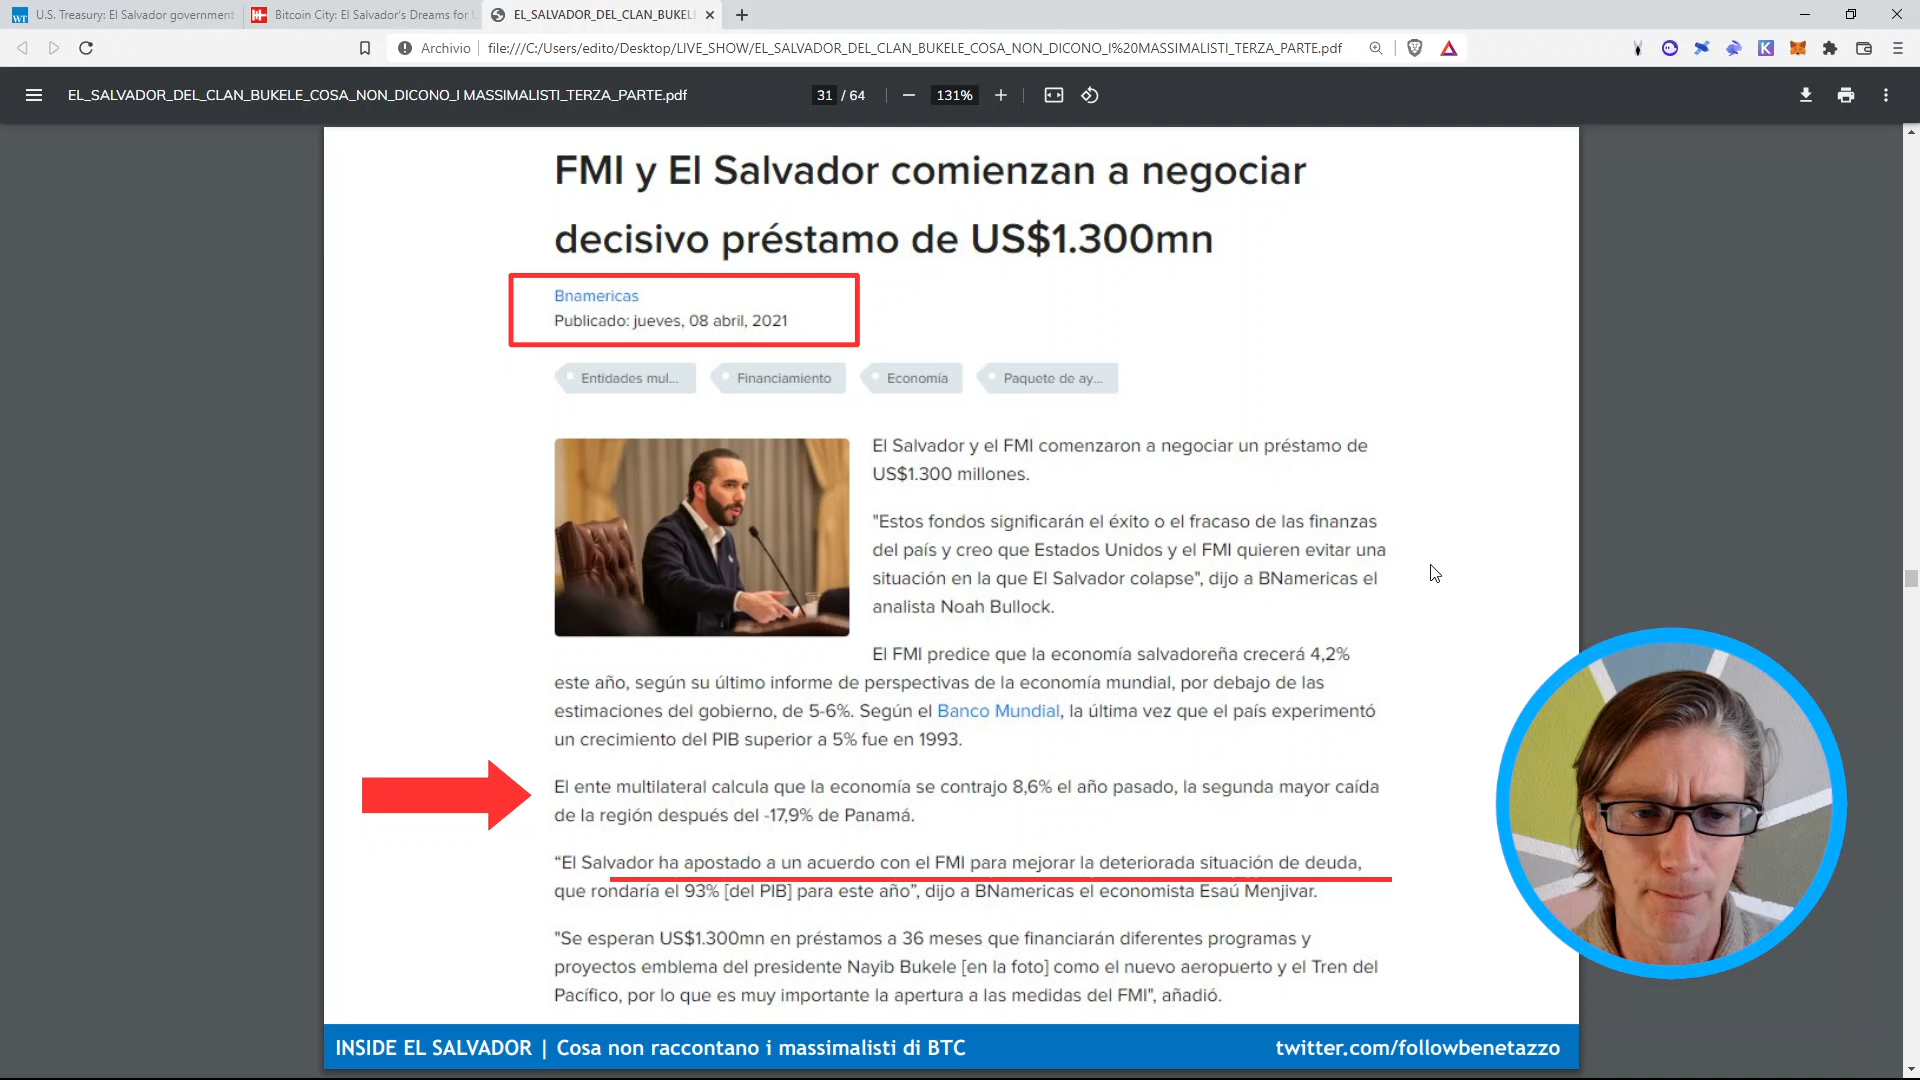 U.S. Treasury: El Salvador government
Bitcoin City: El Salvador's Dreams for
EL_SALVADOR_DEL_CLAN_BUKELE
Archivo
file:///C:/Users/edito/Desktop/LIVE_SHOW/EL_SALVADOR_DEL_CLAN_BUKELE_COSA_NON_DICONO_I%20MASSIMALISTI_TERZA_PARTE.pdf
EL_SALVADOR_DEL_CLAN_BUKELE_COSA_NON_DICONO_I MASSIMALISTI_TERZA_PARTE.pdf
31 / 64
131%
FMI y El Salvador comienzan a negociar
decisivo préstamo de US$1.300mn
Bnamericas
Publicado: jueves, 08 abril, 2021
Entidades mul...
Financiamiento
Economía
Paquete de ay...
El Salvador y el FMI comenzaron a negociar un préstamo de
US$1.300 millones.
"Estos fondos significarán el éxito o el fracaso de las finanzas
del país y creo que Estados Unidos y el FMI quieren evitar una
situación en la que El Salvador colapse", dijo a BNamericas el
analista Noah Bullock.
El FMI predice que la economía salvadoreña crecerá 4,2%
este año, según su último informe de perspectivas de la economía mundial, por debajo de las
estimaciones del gobierno, de 5-6%. Según el Banco Mundial, la última vez que el país experimentó
un crecimiento del PIB superior a 5% fue en 1993.
El ente multilateral calcula que la economía se contrajo 8,6% el año pasado, la segunda mayor caída
de la región después del -17,9% de Panamá.
“El Salvador ha apostado a un acuerdo con el FMI para mejorar la deteriorada situación de deuda,
que rondaría el 93% [del PIB] para este año”, dijo a BNamericas el economista Esaú Menjivar.
"Se esperan US$1.300mn en préstamos a 36 meses que financiarán diferentes programas y
proyectos emblema del presidente Nayib Bukele [en la foto] como el nuevo aeropuerto y el Tren del
Pacífico, por lo que es muy importante la apertura a las medidas del FMI", añadió.
INSIDE EL SALVADOR | Cosa non raccontano i massimalisti di BTC
twitter.com/followbenetazzo